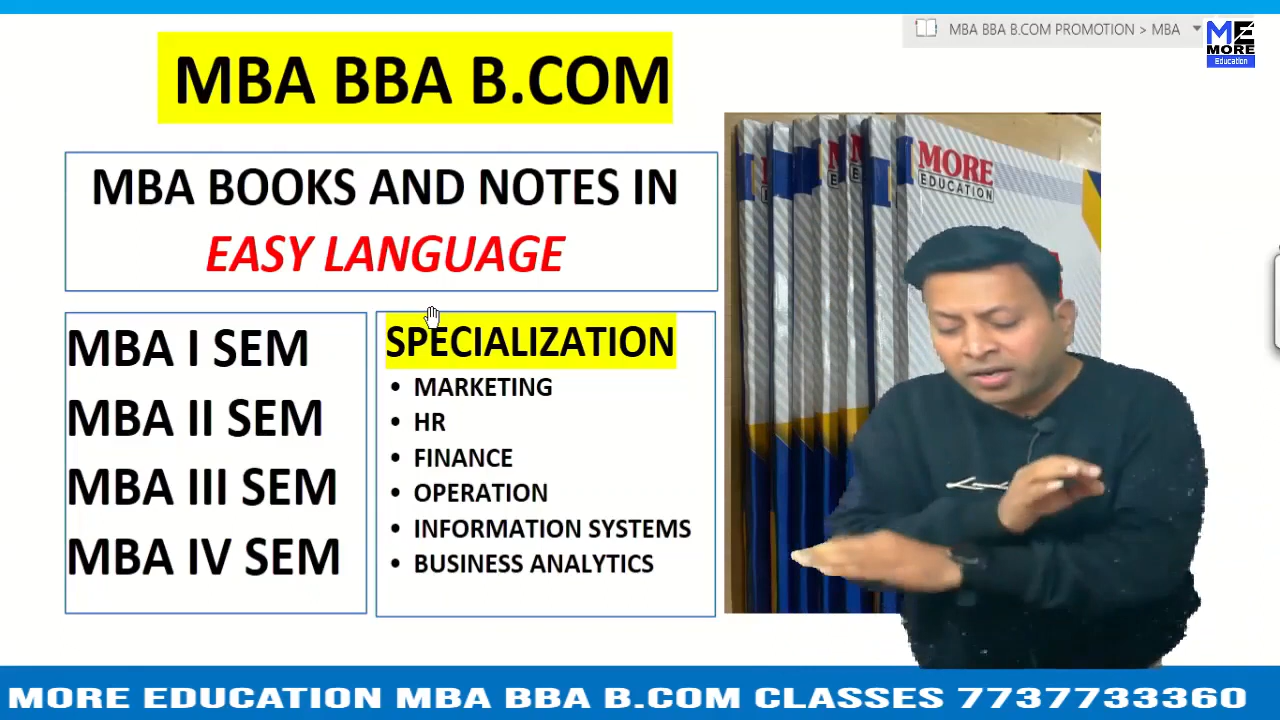 MBA BBA B.COM PROMOTION > MBA
ME
MORE
Education
MBA BBA B.COM
MBA BOOKS AND NOTES IN
EASY LANGUAGE
MBA I SEM
MBA II SEM
MBA III SEM
MBA IV SEM
SPECIALIZATION
• MARKETING
• HR
• FINANCE
• OPERATION
• INFORMATION SYSTEMS
• BUSINESS ANALYTICS
MORE
EDUCATION
MORE EDUCATION MBA BBA B.COM CLASSES 7737733360